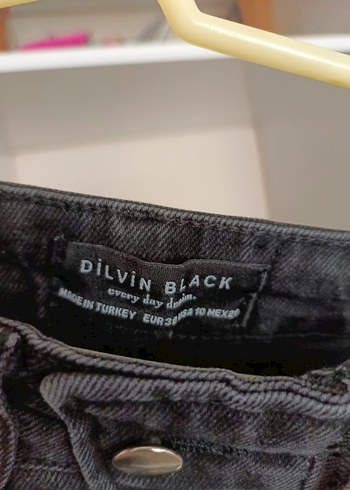 DİLVİN BLACK
every day denim.
MADE IN TURKEY EUR 38 USA 10 MEX 28